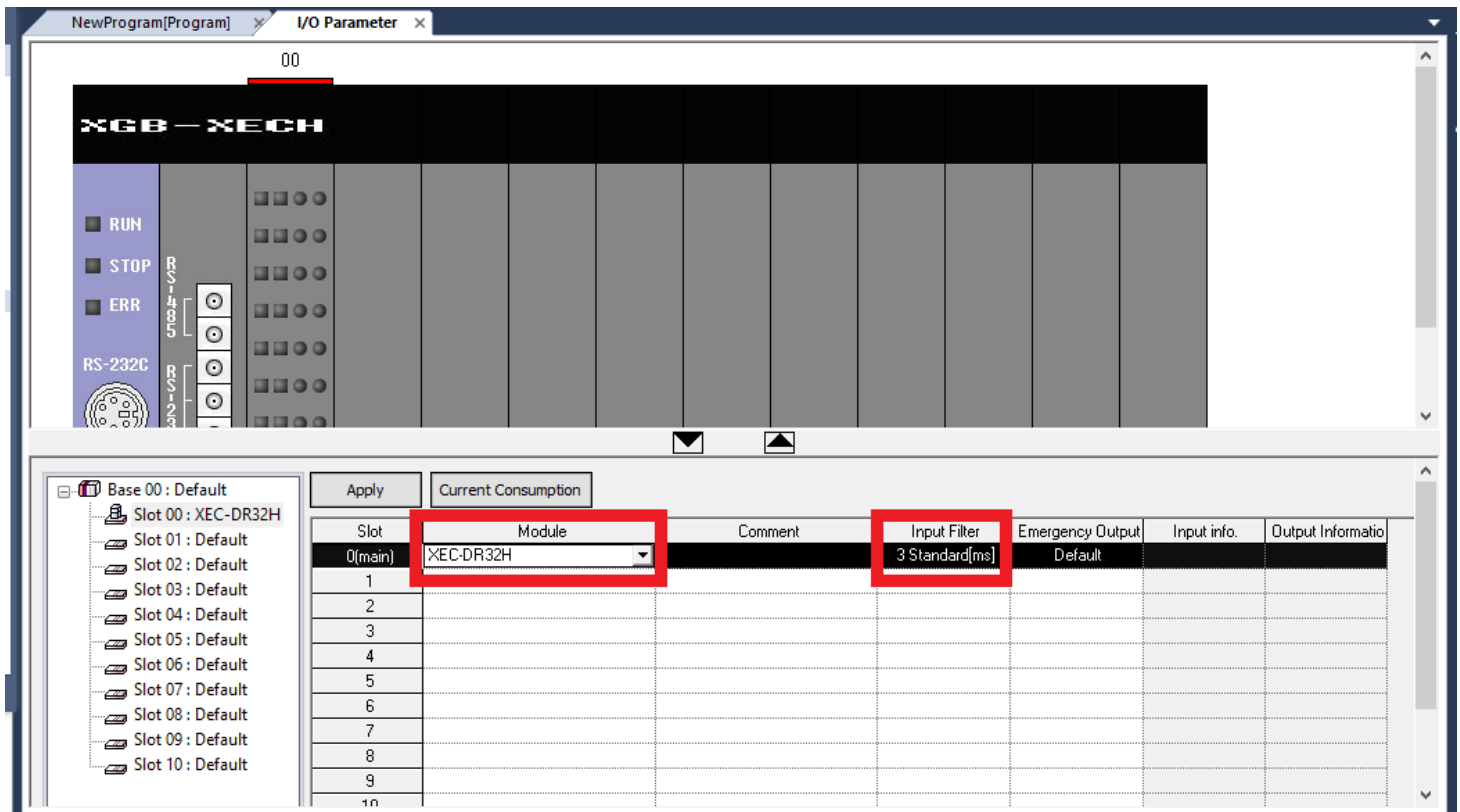 NewProgram[Program] × I/O Parameter ×
00
XGB-XECH
RUN
STOP
ERR
RS-485
RS-232C
RS-23
Base 00 : Default
Slot 00 : XEC-DR32H
Slot 01 : Default
Slot 02 : Default
Slot 03 : Default
Slot 04 : Default
Slot 05 : Default
Slot 06 : Default
Slot 07 : Default
Slot 08 : Default
Slot 09 : Default
Slot 10 : Default
Apply Current Consumption
Slot Module Comment Input Filter Emergency Output Input info. Output Informatio
0(main) XEC-DR32H 3 Standard[ms] Default
1
2
3
4
5
6
7
8
9
10